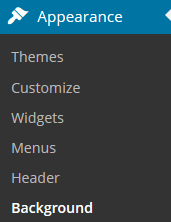 Appearance
Themes
Customize
Widgets
Menus
Header
Background